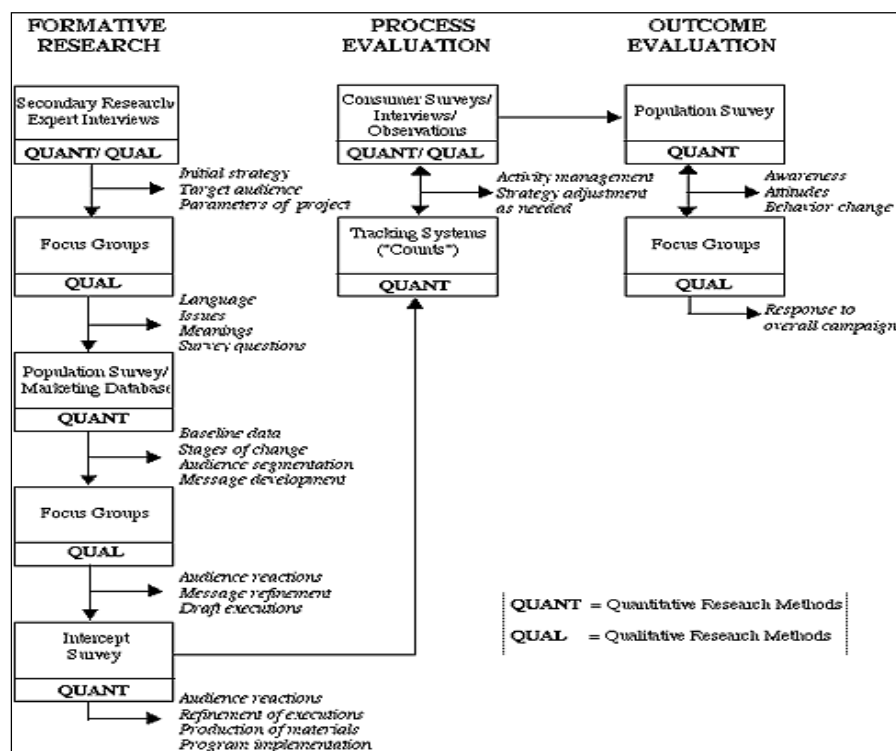 FORMATIVE
RESEARCH
Secondary Research/
Expert Interviews
QUANT/ QUAL
Initial strategy
Target audience
Parameters of project
Focus Groups
QUAL
Language
Issues
Meanings
Survey questions
Population Survey/
Marketing Database
QUANT
Baseline data
Stages of change
Audience segmentation
Message development
Focus Groups
QUAL
Audience reactions
Message refinement
Draft executions
Intercept
Survey
QUANT
Audience reactions
Refinement of executions
Production of materials
Program implementation
PROCESS
EVALUATION
Consumer Surveys/
Interviews/
Observations
QUANT/ QUAL
Activity management
Strategy adjustment
as needed
Tracking Systems
("Counts")
QUANT
OUTCOME
EVALUATION
Population Survey
QUANT
Awareness
Attitudes
Behavior change
Focus Groups
QUAL
Response to
overall campaign
QUANT = Quantitative Research Methods
QUAL = Qualitative Research Methods